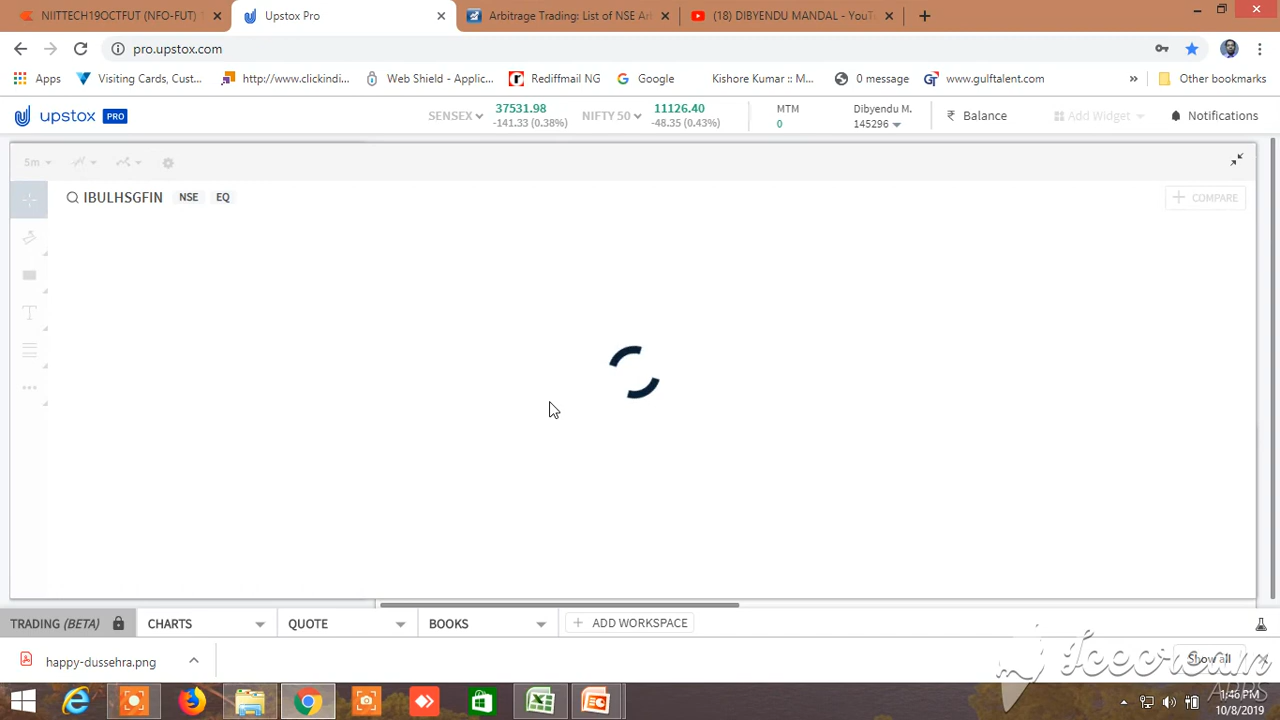 NIITTECH19OCTFUT (NFO-FUT)
Upstox Pro
Arbitrage Trading: List of NSE Ar
(18) DIBYENDU MANDAL - YouT
pro.upstox.com
Apps
Visiting Cards, Cust...
http://www.clickindi...
Web Shield - Applic...
Rediffmail NG
Google
Kishore Kumar :: M...
0 message
www.gulftalent.com
»
Other bookmarks
upstox PRO
SENSEX
37531.98
-141.33 (0.38%)
NIFTY 50
11126.40
-48.35 (0.43%)
MTM
0
Dibyendu M.
145296
₹ Balance
Add Widget
Notifications
5m
IBULHSGFIN NSE EQ
+ COMPARE
T
TRADING (BETA)
CHARTS
QUOTE
BOOKS
+ ADD WORKSPACE
happy-dussehra.png
Show all
Icecream
Apps
1:46 PM
10/8/2019